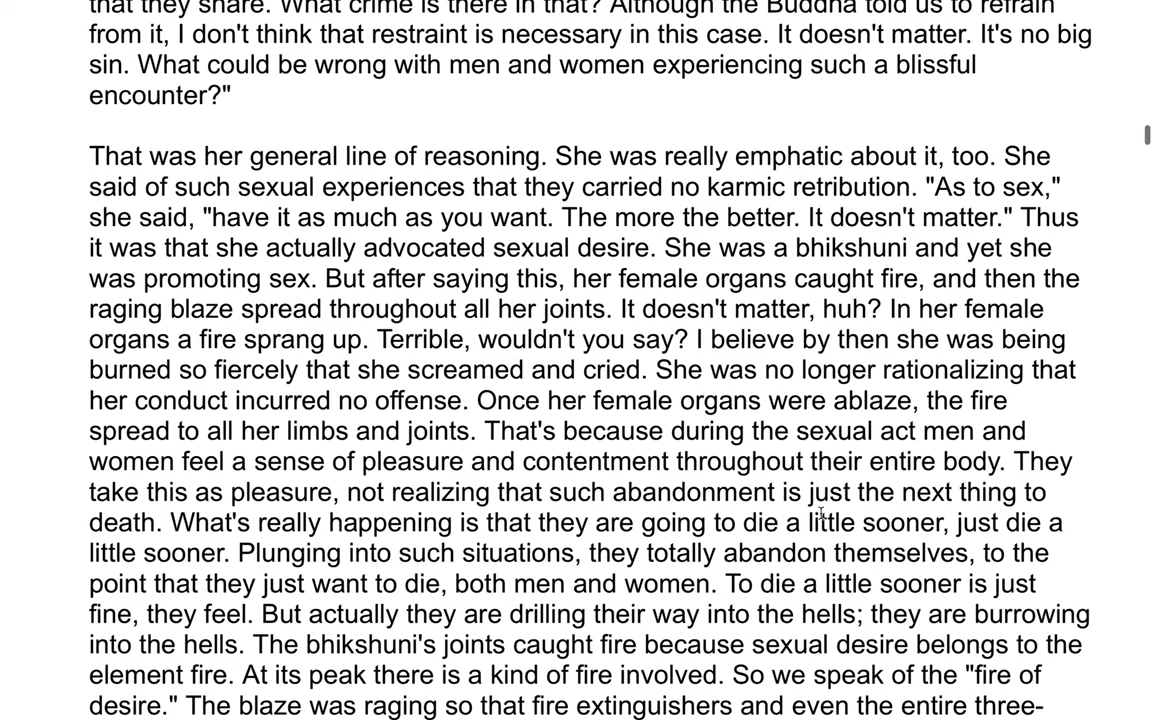 that they share. What crime is there in that? Although the Buddha told us to refrain
from it, I don't think that restraint is necessary in this case. It doesn't matter. It's no big
sin. What could be wrong with men and women experiencing such a blissful
encounter?"
That was her general line of reasoning. She was really emphatic about it, too. She
said of such sexual experiences that they carried no karmic retribution. "As to sex,"
she said, "have it as much as you want. The more the better. It doesn't matter." Thus
it was that she actually advocated sexual desire. She was a bhikshuni and yet she
was promoting sex. But after saying this, her female organs caught fire, and then the
raging blaze spread throughout all her joints. It doesn't matter, huh? In her female
organs a fire sprang up. Terrible, wouldn't you say? I believe by then she was being
burned so fiercely that she screamed and cried. She was no longer rationalizing that
her conduct incurred no offense. Once her female organs were ablaze, the fire
spread to all her limbs and joints. That's because during the sexual act men and
women feel a sense of pleasure and contentment throughout their entire body. They
take this as pleasure, not realizing that such abandonment is just the next thing to
death. What's really happening is that they are going to die a little sooner, just die a
little sooner. Plunging into such situations, they totally abandon themselves, to the
point that they just want to die, both men and women. To die a little sooner is just
fine, they feel. But actually they are drilling their way into the hells; they are burrowing
into the hells. The bhikshuni's joints caught fire because sexual desire belongs to the
element fire. At its peak there is a kind of fire involved. So we speak of the "fire of
desire." The blaze was raging so that fire extinguishers and even the entire three-